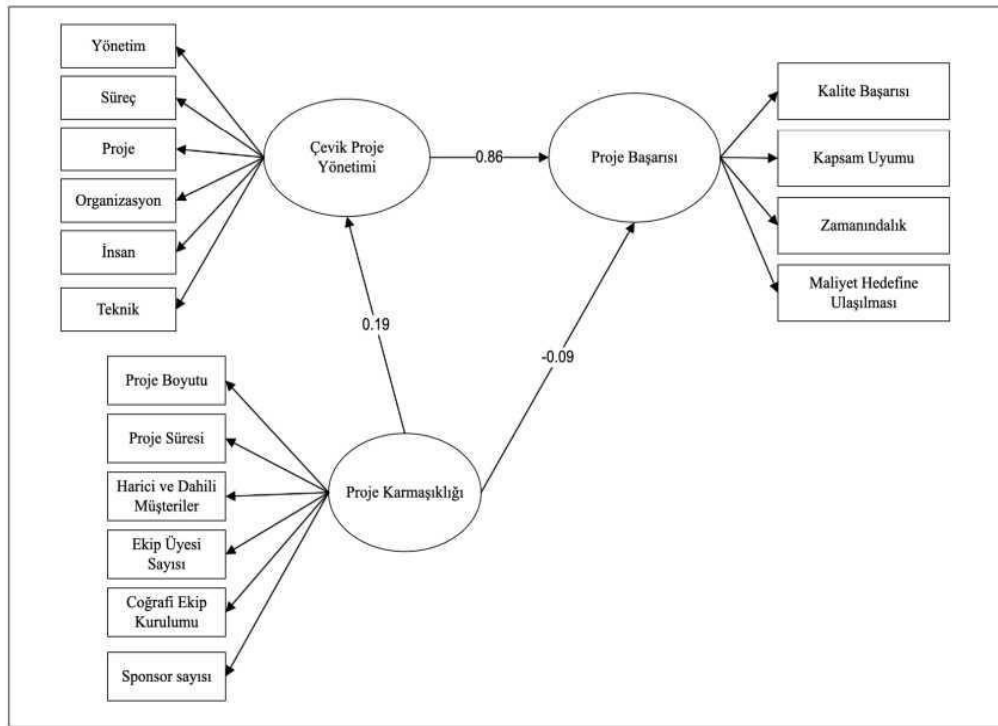 Yönetim
Süreç
Proje
Organizasyon
İnsan
Teknik
Çevik Proje
Yönetimi
0.86
Proje Başarısı
Kalite Başarısı
Kapsam Uyumu
Zamanındalık
Maliyet Hedefine
Ulaşılması
0.19
-0.09
Proje Boyutu
Proje Süresi
Harici ve Dahili
Müşteriler
Ekip Üyesi
Sayısı
Coğrafi Ekip
Kurulumu
Sponsor sayısı
Proje Karmaşıklığı